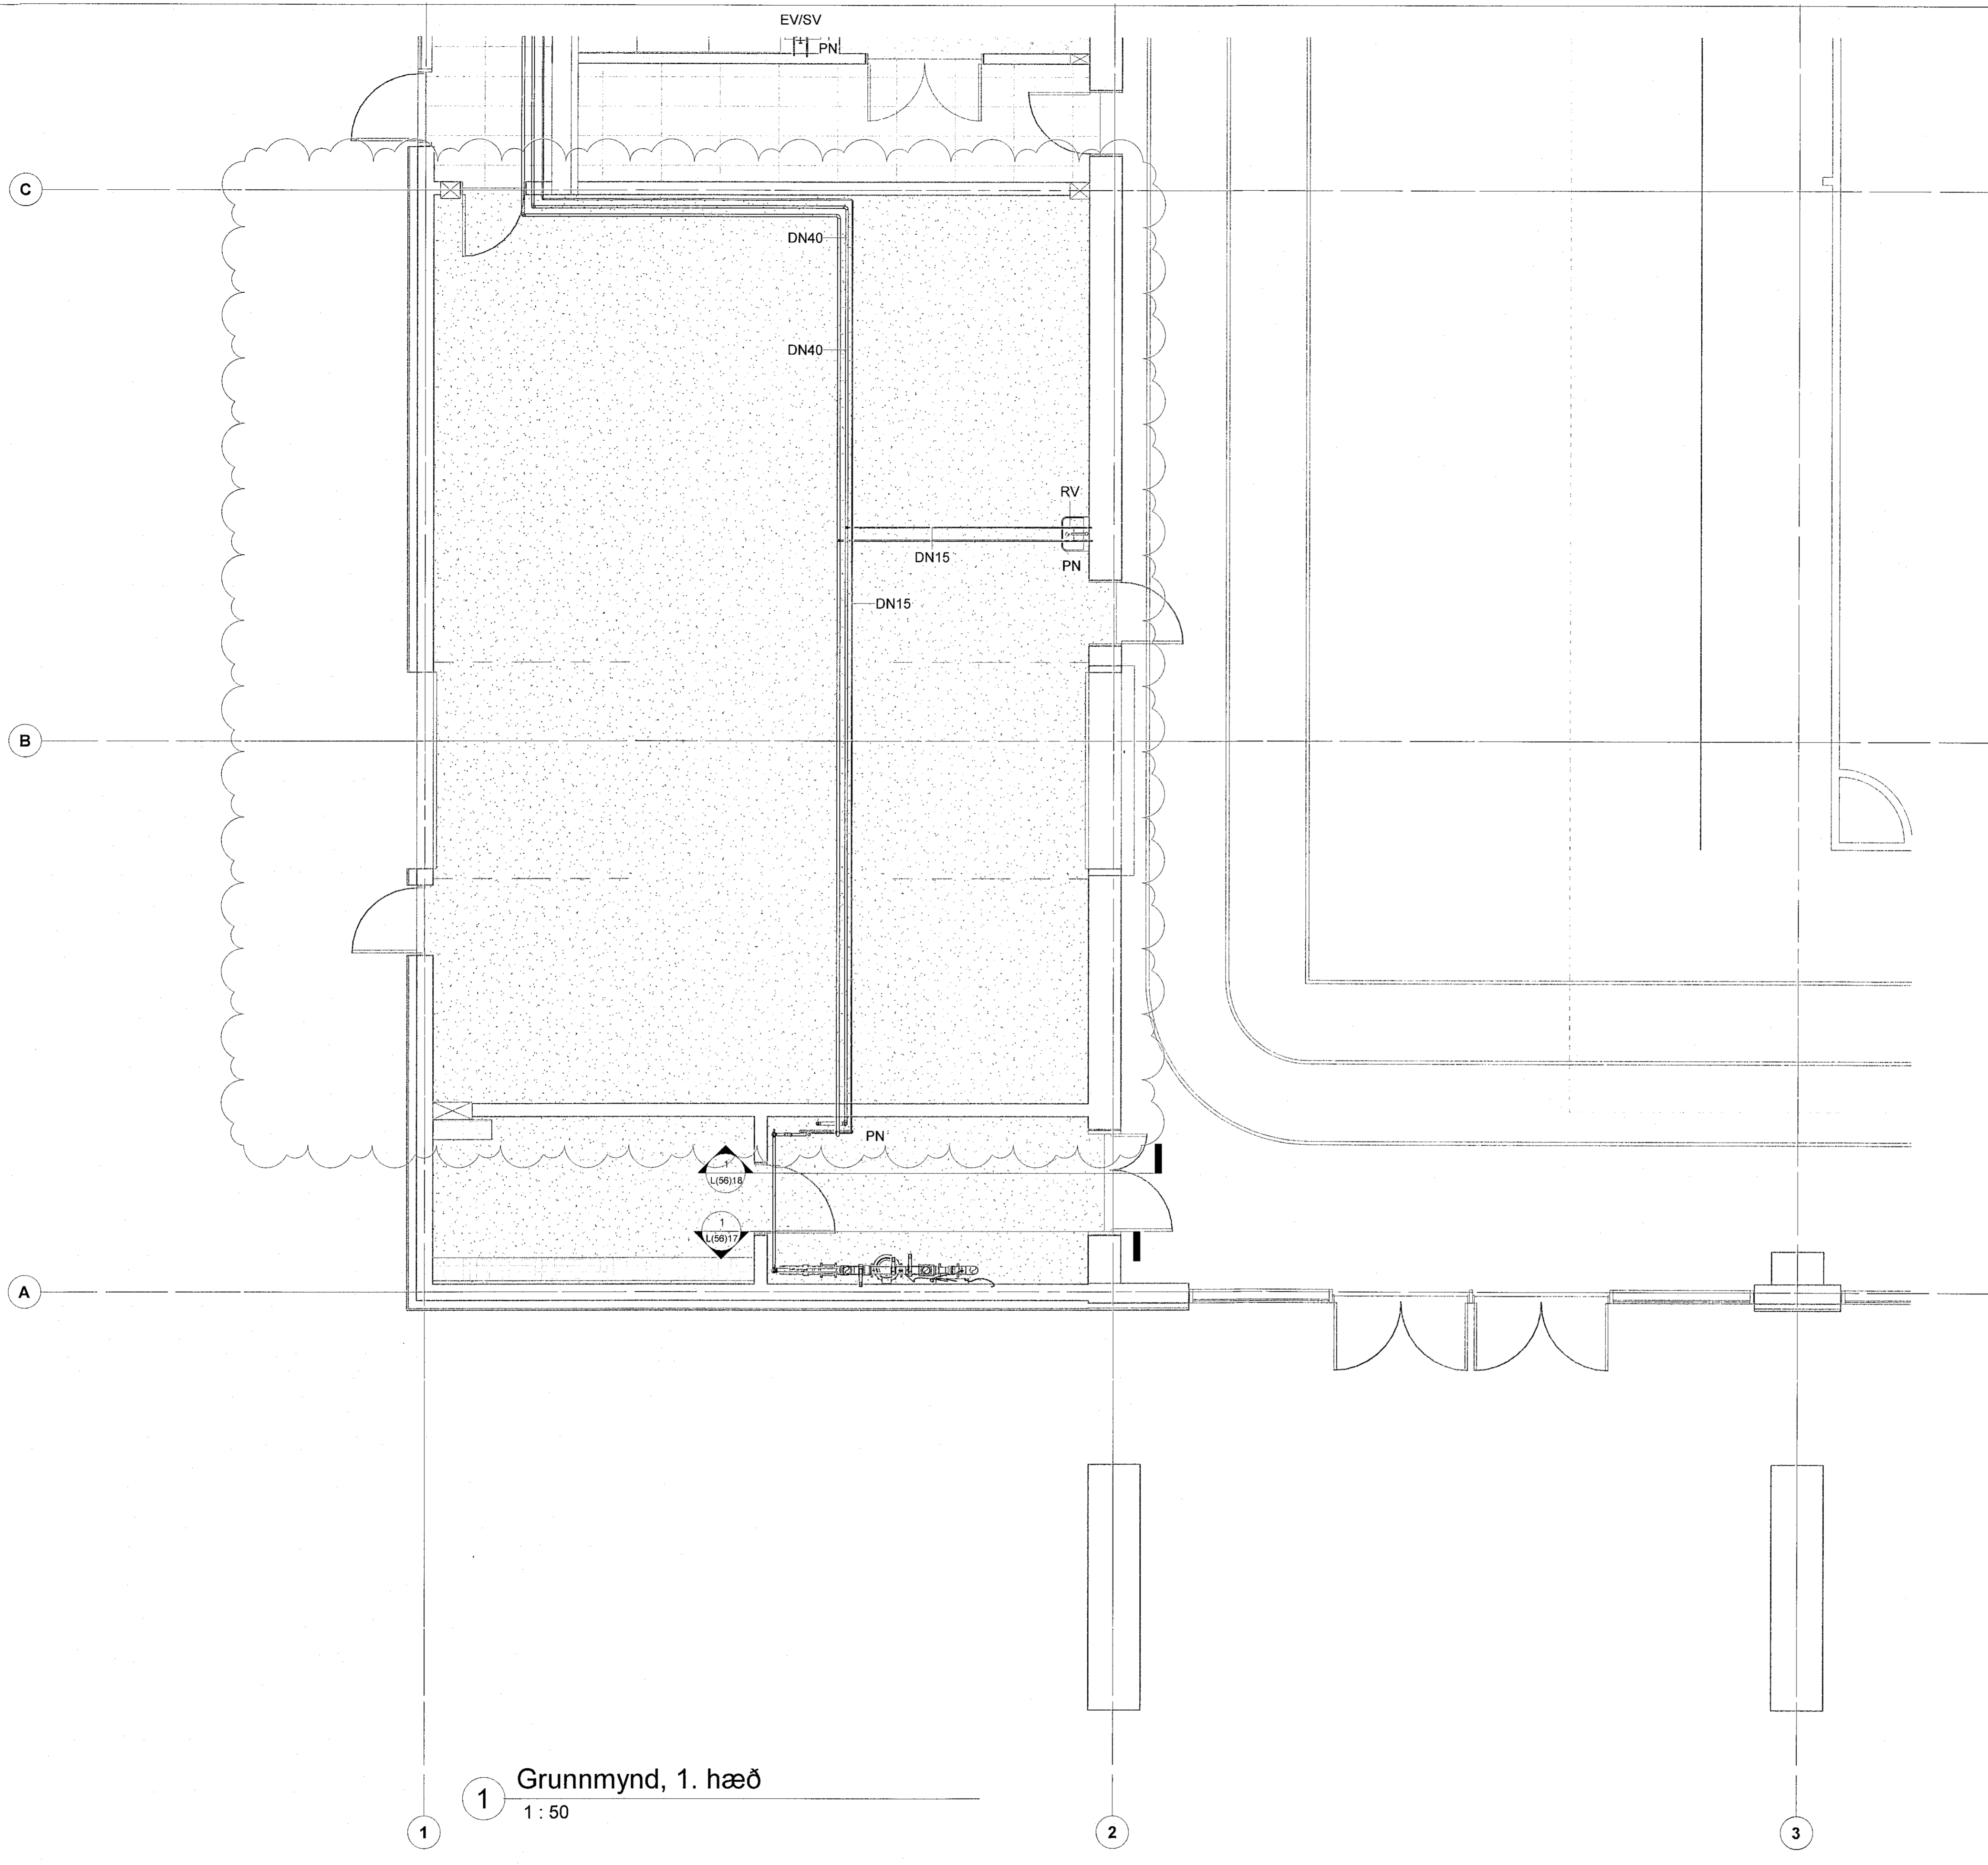 EV/SV
PN
C
DN40
DN40
RV
DN15
PN
DN15
B
PN
1
L(56)18
1
L(56)17
A
Grunnmynd, 1. hæð
1
1 : 50
1
2
3